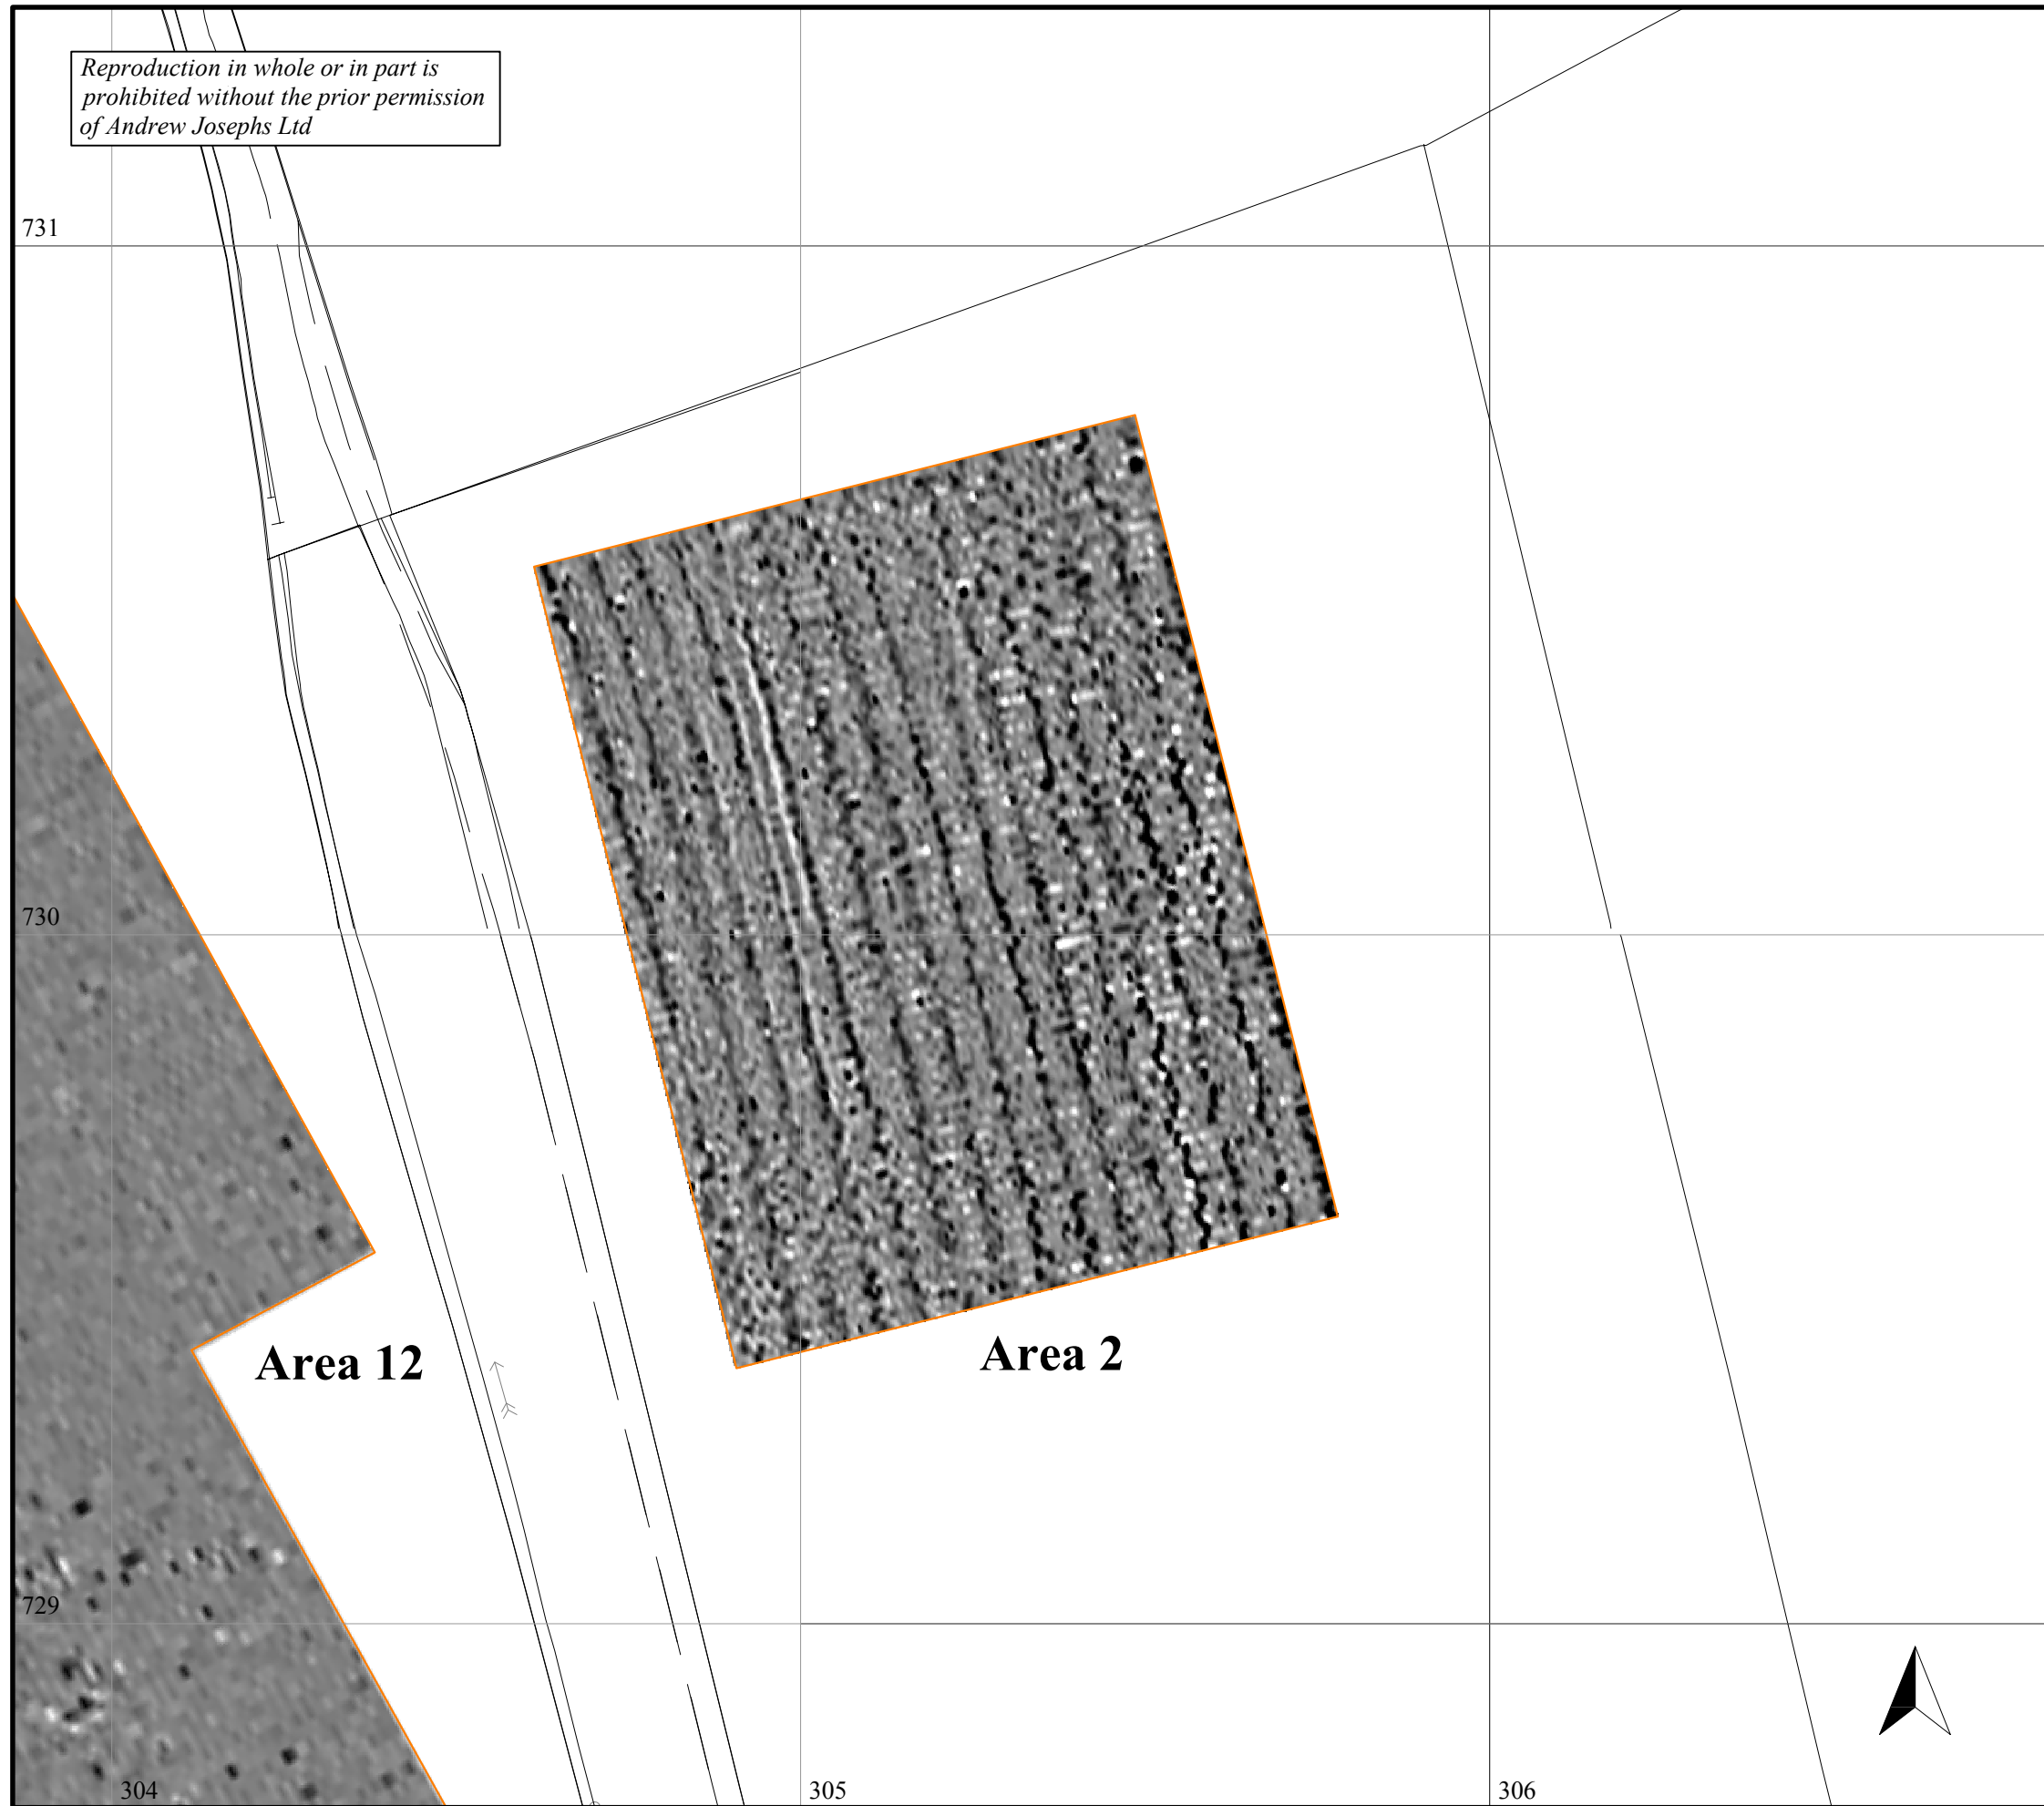 Reproduction in whole or in part is
prohibited without the prior permission
of Andrew Josephs Ltd
731
730
Area 2
Area 12
729
304
305
306